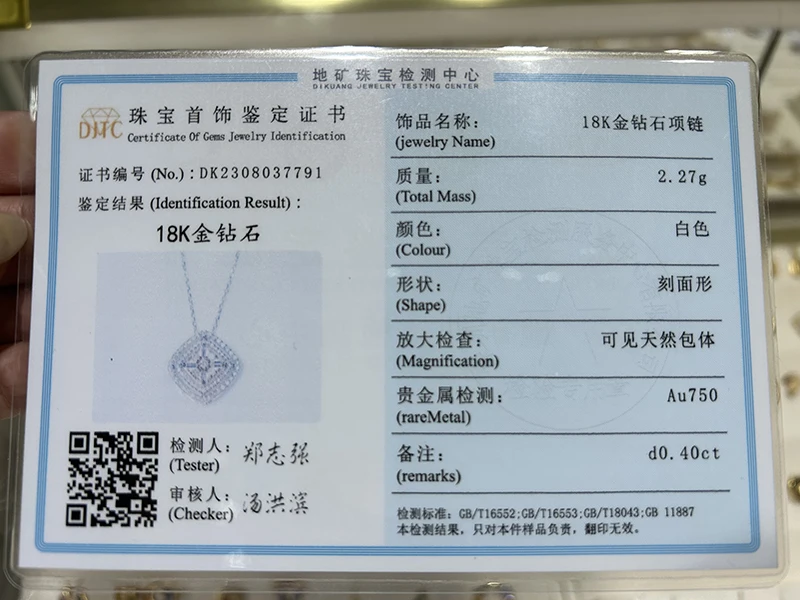 地矿珠宝检测中心
DIKUANG JEWELRY TESTING CENTER
DJTC
珠宝首饰鉴定证书
Certificate Of Gems Jewelry Identification
证书编号 (No.) : DK2308037791
鉴定结果 (Identification Result) :
18K金钻石
检测人:
(Tester)
郑志强
审核人:
(Checker)
汤洪滨
饰品名称:
(jewelry Name)
18K金钻石项链
质量:
(Total Mass)
2.27g
颜色:
(Colour)
白色
形状:
(Shape)
刻面形
放大检查:
(Magnification)
可见天然包体
贵金属检测:
(rareMetal)
Au750
备注:
(remarks)
d0.40ct
检测标准: GB/T16552;GB/T16553;GB/T18043;GB 11887
本检测结果，只对本件样品负责，翻印无效。